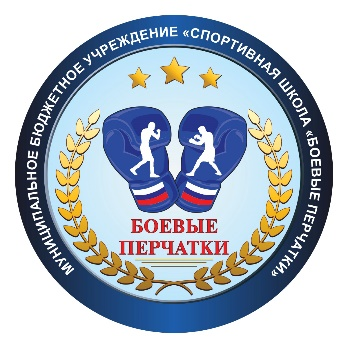 МУНИЦИПАЛЬНОЕ БЮДЖЕТНОЕ УЧРЕЖДЕНИЕ «СПОРТИВНАЯ ШКОЛА «БОЕВЫЕ ПЕРЧАТКИ»
БОЕВЫЕ
ПЕРЧАТКИ